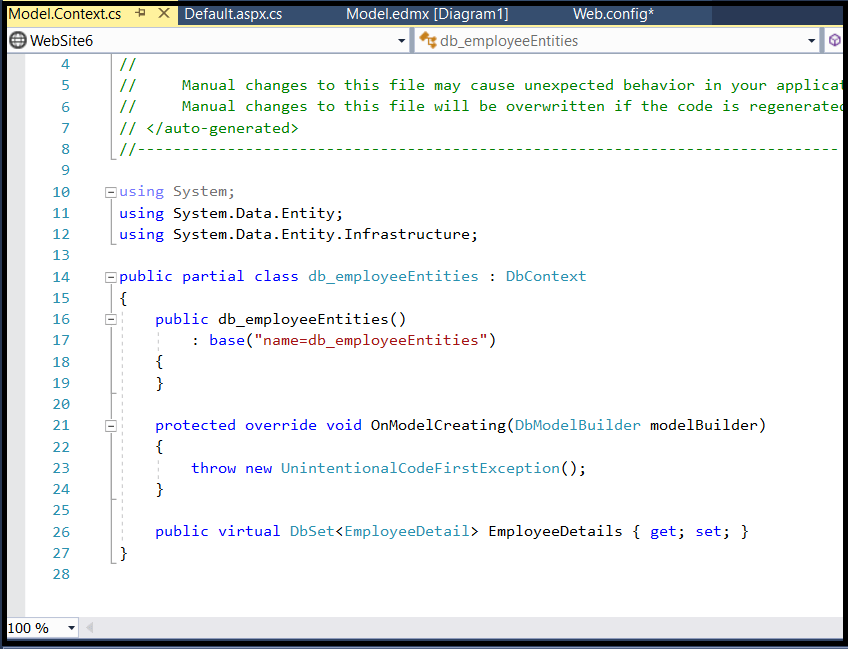 Model.Context.cs Default.aspx.cs Model.edmx [Diagram1] Web.config*
WebSite6 db_employeeEntities
4 //
5 //     Manual changes to this file may cause unexpected behavior in your applicat
6 //     Manual changes to this file will be overwritten if the code is regenerated
7 // </auto-generated>
8 //------------------------------------------------------------------------------
9
10 using System;
11 using System.Data.Entity;
12 using System.Data.Entity.Infrastructure;
13
14 public partial class db_employeeEntities : DbContext
15 {
16     public db_employeeEntities()
17         : base("name=db_employeeEntities")
18     {
19     }
20
21     protected override void OnModelCreating(DbModelBuilder modelBuilder)
22     {
23         throw new UnintentionalCodeFirstException();
24     }
25
26     public virtual DbSet<EmployeeDetail> EmployeeDetails { get; set; }
27 }
28
100 %